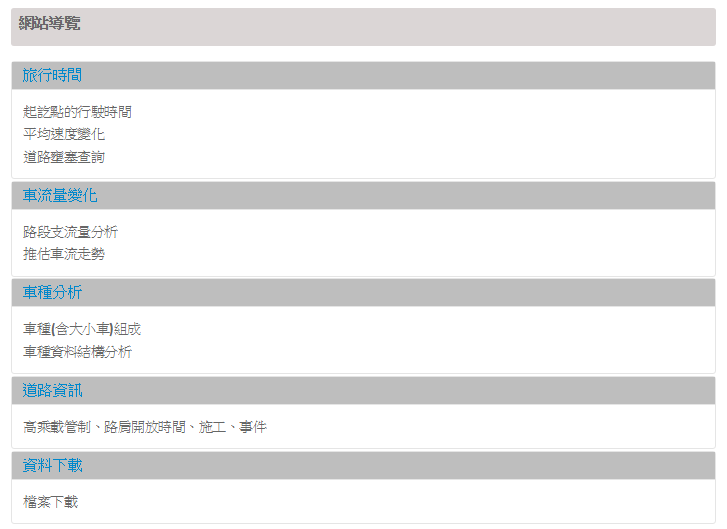 網站導覽
旅行時間
起訖點的行駛時間
平均速度變化
道路壅塞查詢
車流量變化
路段支流量分析
推估車流走勢
車種分析
車種(含大小車)組成
車種資料結構分析
道路資訊
高乘載管制、路肩開放時間、施工、事件
資料下載
檔案下載